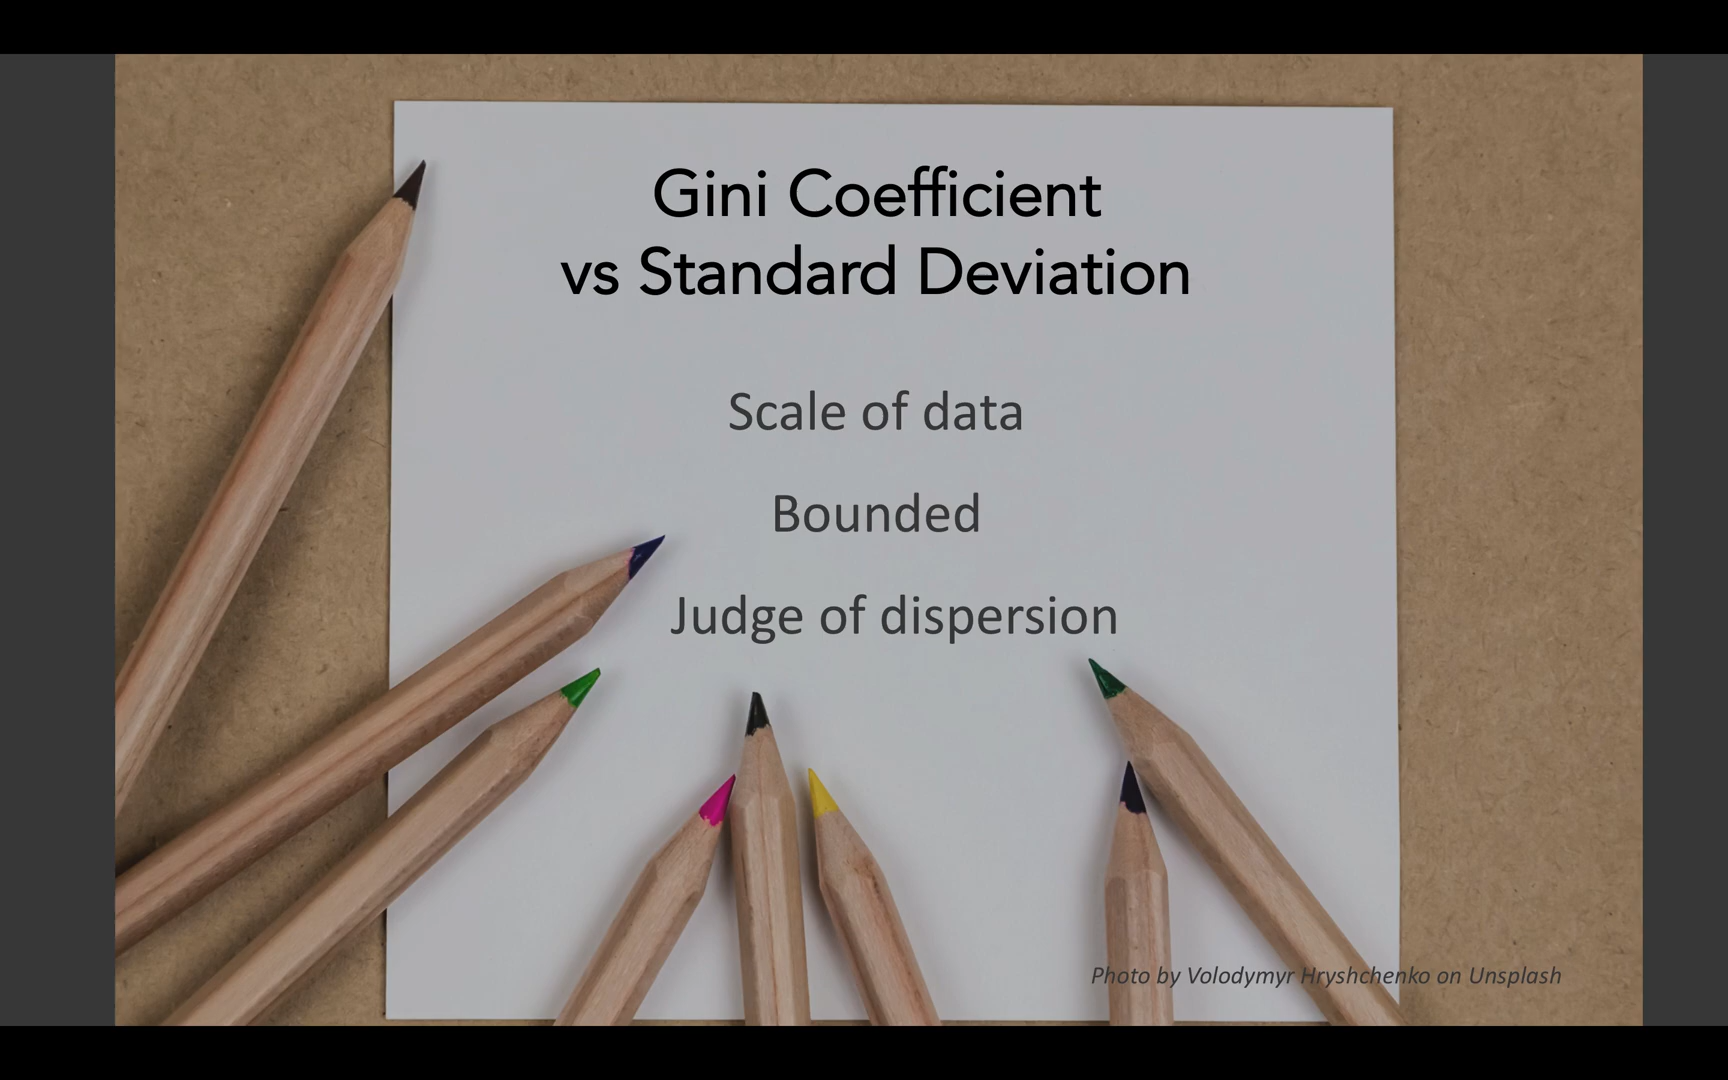 Gini Coefficient
vs Standard Deviation
Scale of data
Bounded
Judge of dispersion
Photo by Volodymyr Hryshchenko on Unsplash